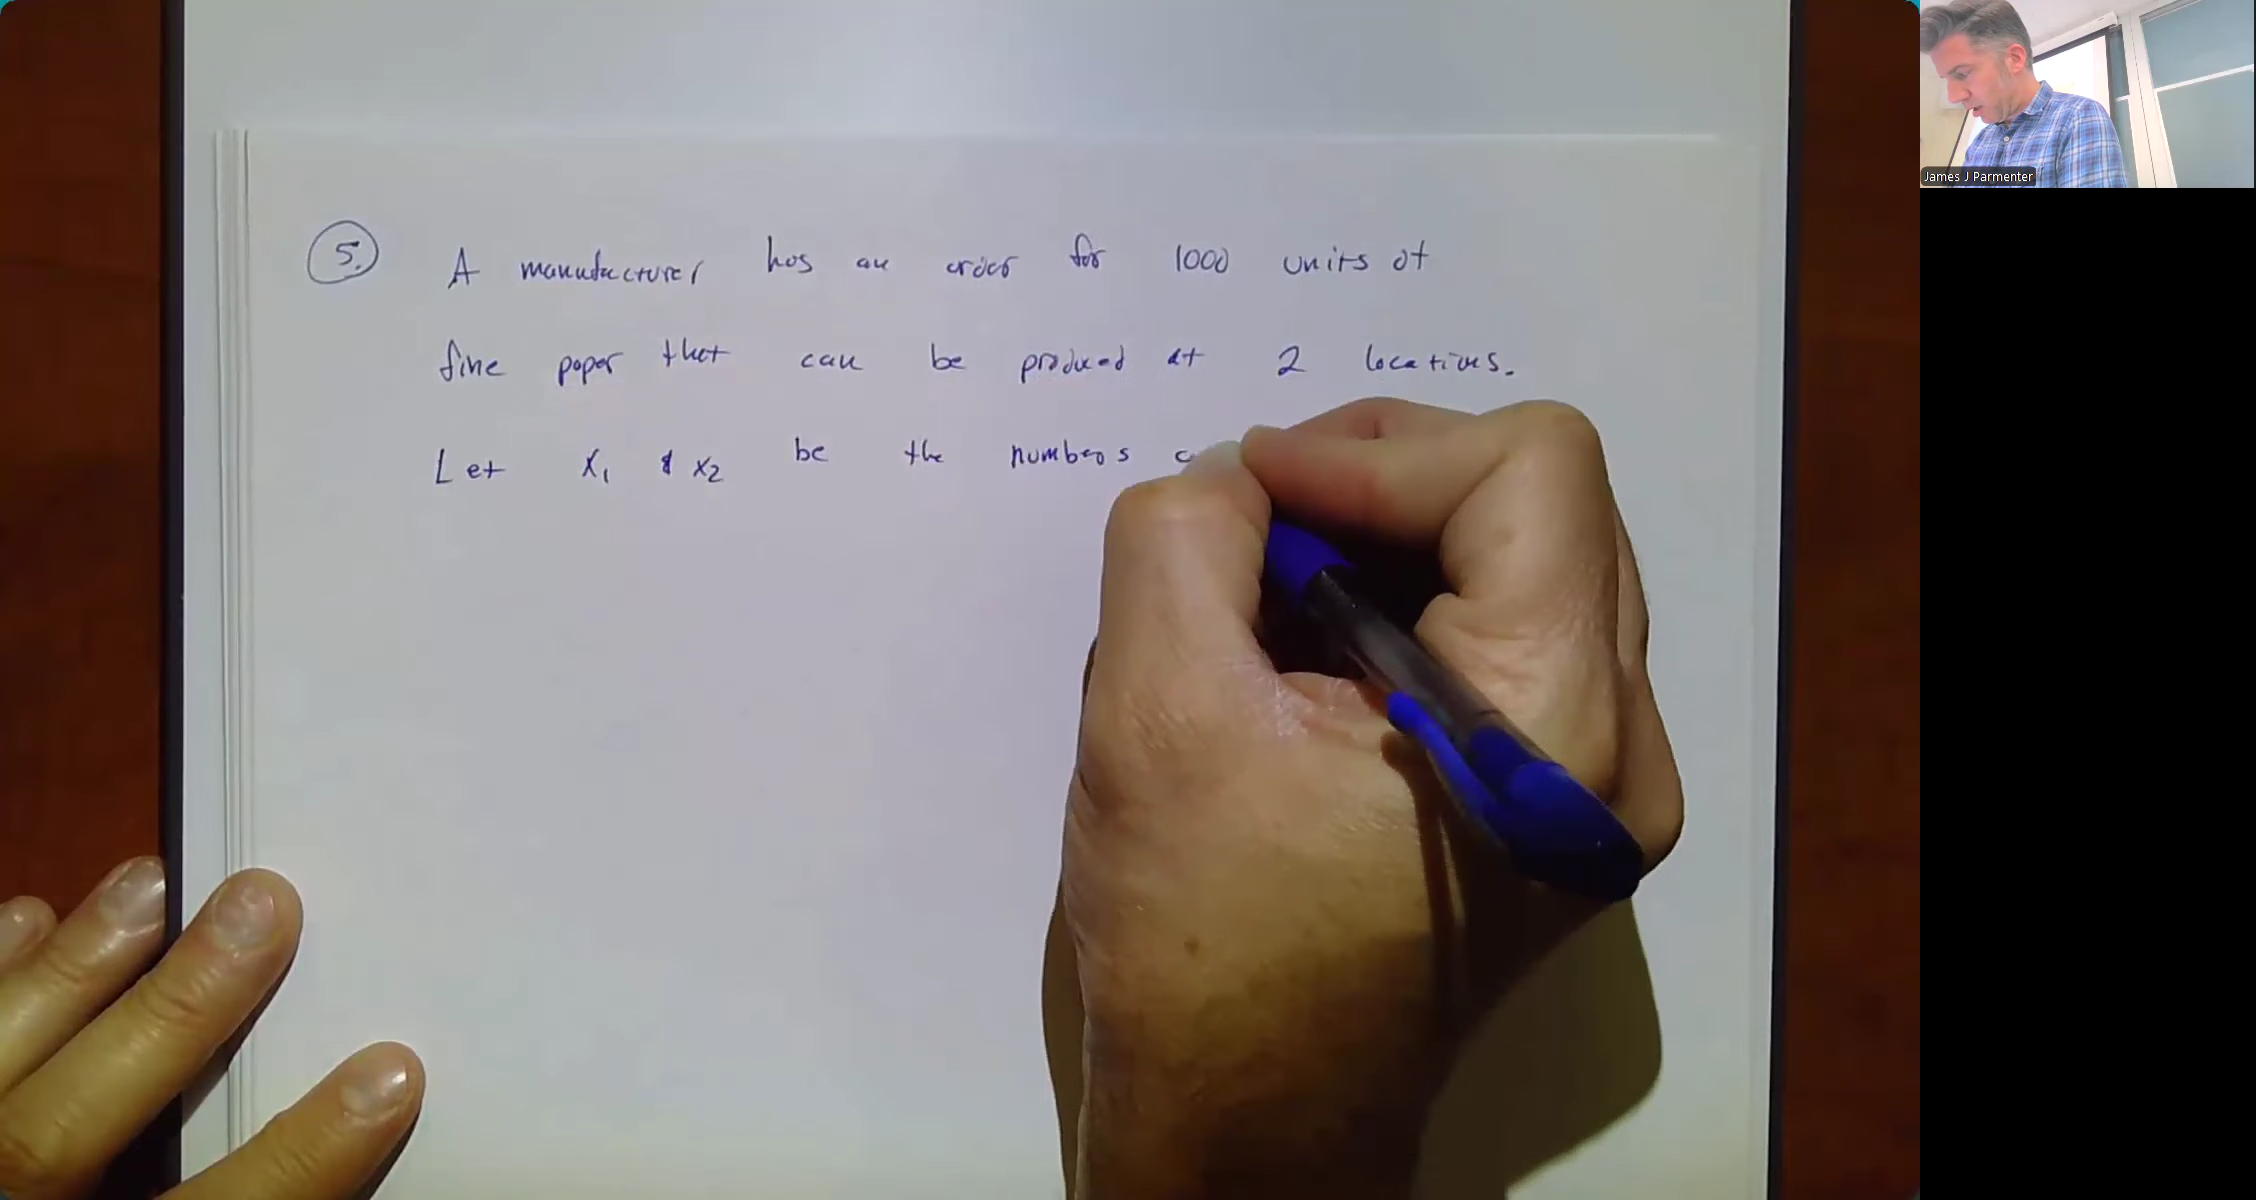 5. A manufacturer has an order for 1000 units of
fine paper that can be produced at 2 locations.
Let x₁ & x₂ be the numbers
James J Parmenter